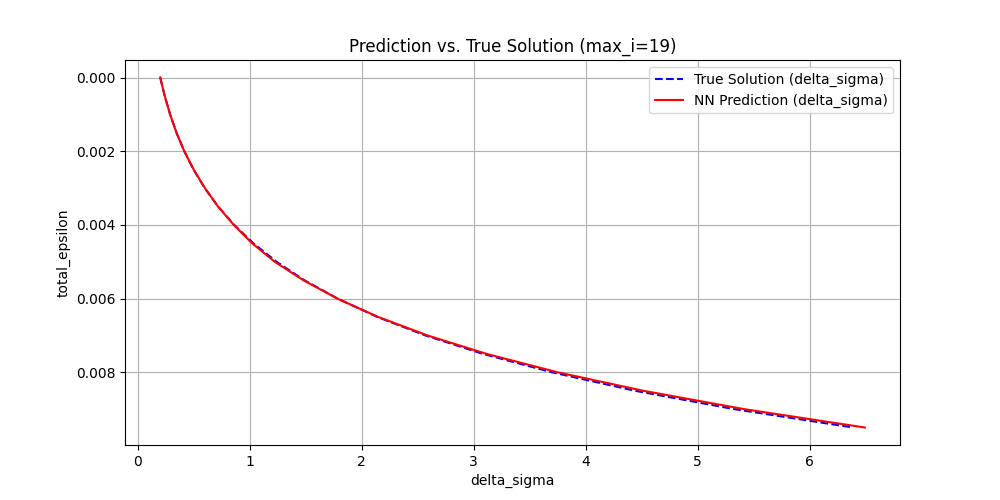 Prediction vs. True Solution (max_i=19)
True Solution (delta_sigma)
NN Prediction (delta_sigma)
total_epsilon
0.000
0.002
0.004
0.006
0.008
0 1 2 3 4 5 6
delta_sigma